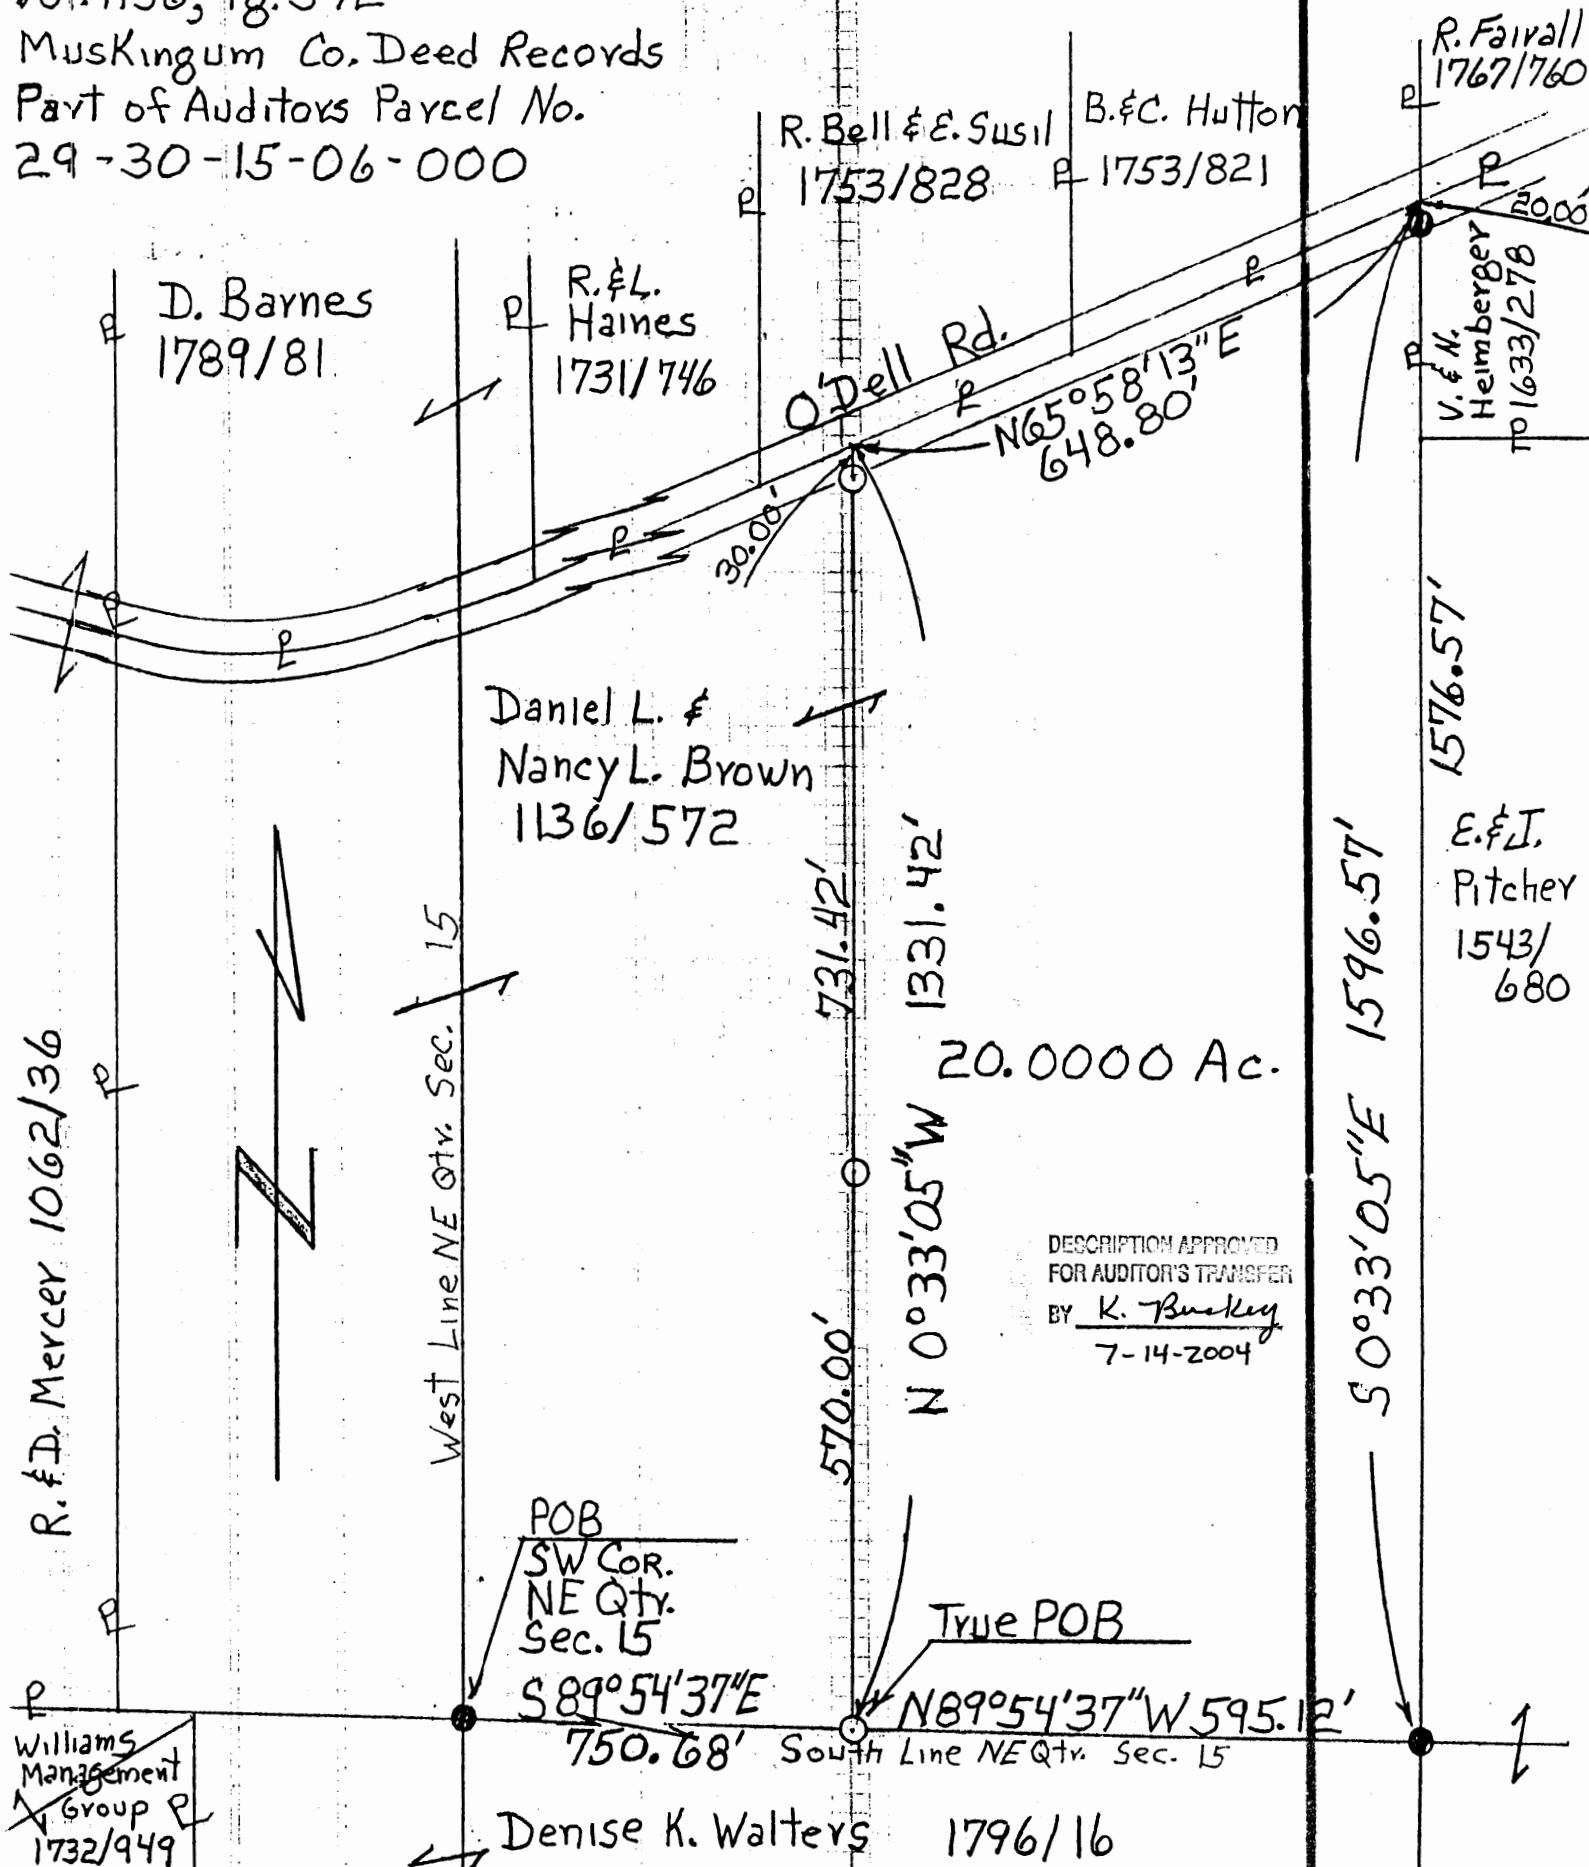 Muskingum Co. Deed Records
Part of Auditors Parcel No.
29-30-15-06-000
R. Fairall
1767/760
B.&C. Hutton
1753/821
R. Bell & E. Susil
1753/828
D. Barnes
1789/81
R.&L.
Haines
1731/746
20.00'
V. & N.
Heimberger
1633/278
O'Dell Rd.
N65°58'13"E
648.80'
30.00'
Daniel L. &
Nancy L. Brown
1136/572
1576.57'
E.&J.
Pitcher
1543/
680
731.42'
N 0°33'05"W 1331.42'
S 0°33'05"E 1596.57'
20.0000 Ac.
West Line NE Qtr. Sec. 15
R.&D. Mercer 1062/36
N
DESCRIPTION APPROVED
FOR AUDITOR'S TRANSFER
BY K. Buckey
7-14-2004
570.00'
POB
SW Cor.
NE Qtr.
Sec. 15
True POB
S 89°54'37"E
750.68'
N89°54'37"W 595.12'
South Line NE Qtr. Sec. 15
Williams
Management
Group
1732/949
Denise K. Walters 1796/16